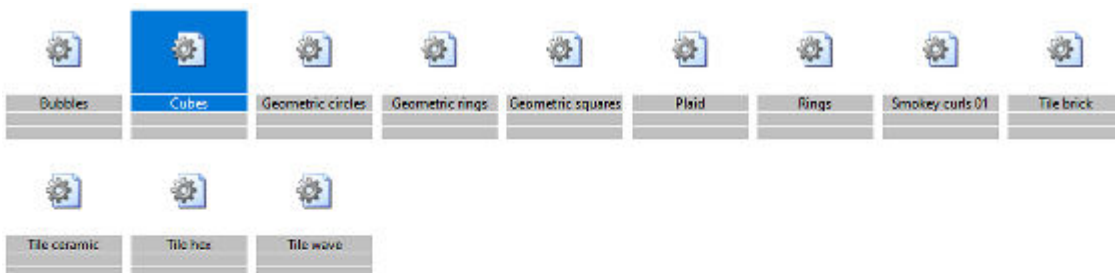 Bubbles
Cubes
Geometric circles
Geometric rings
Geometric squares
Plaid
Rings
Smokey curls 01
Tile brick
Tile ceramic
Tile hex
Tile wave